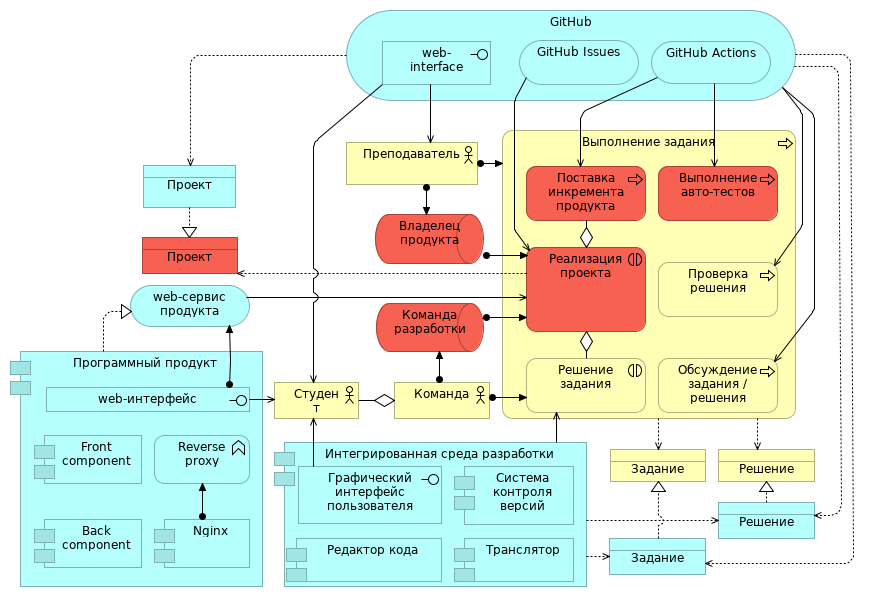 GitHub
web-
interface
GitHub Issues
GitHub Actions
Выполнение задания
Преподаватель
Проект
Поставка
инкремента
продукта
Выполнение
авто-тестов
Владелец
продукта
Проект
Реализация
проекта
Проверка
решения
web-сервис
продукта
Команда
разработки
Программный продукт
Решение
задания
Обсуждение
задания /
решения
web-интерфейс
Студен
т
Команда
Front
component
Reverse
proxy
Интегрированная среда разработки
Задание
Решение
Графический
интерфейс
пользователя
Система
контроля
версий
Решение
Back
component
Nginx
Редактор кода
Транслятор
Задание